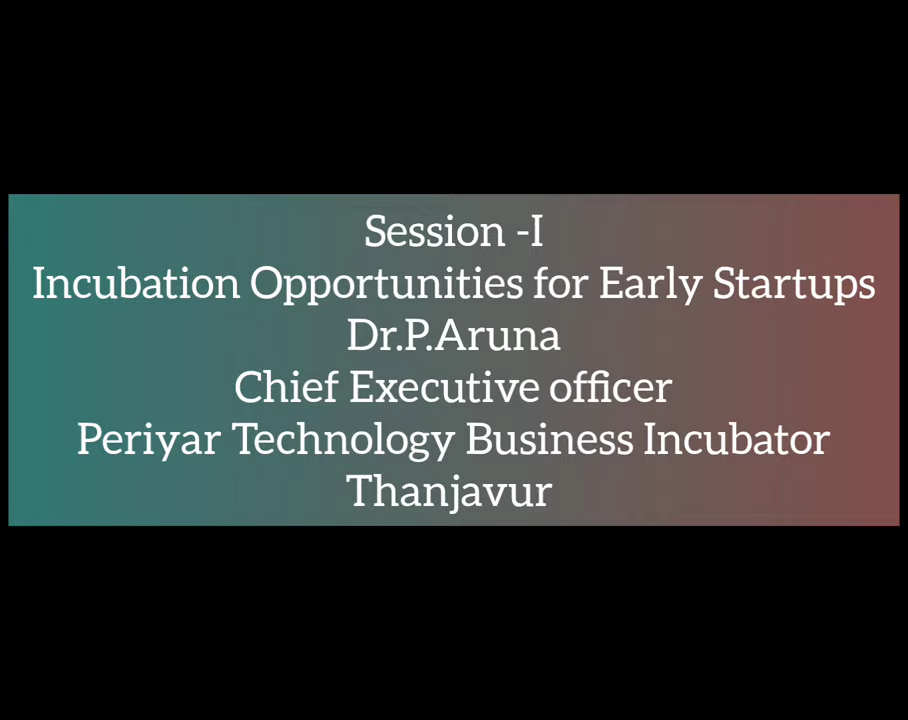 Session -I
Incubation Opportunities for Early Startups
Dr.P.Aruna
Chief Executive officer
Periyar Technology Business Incubator
Thanjavur